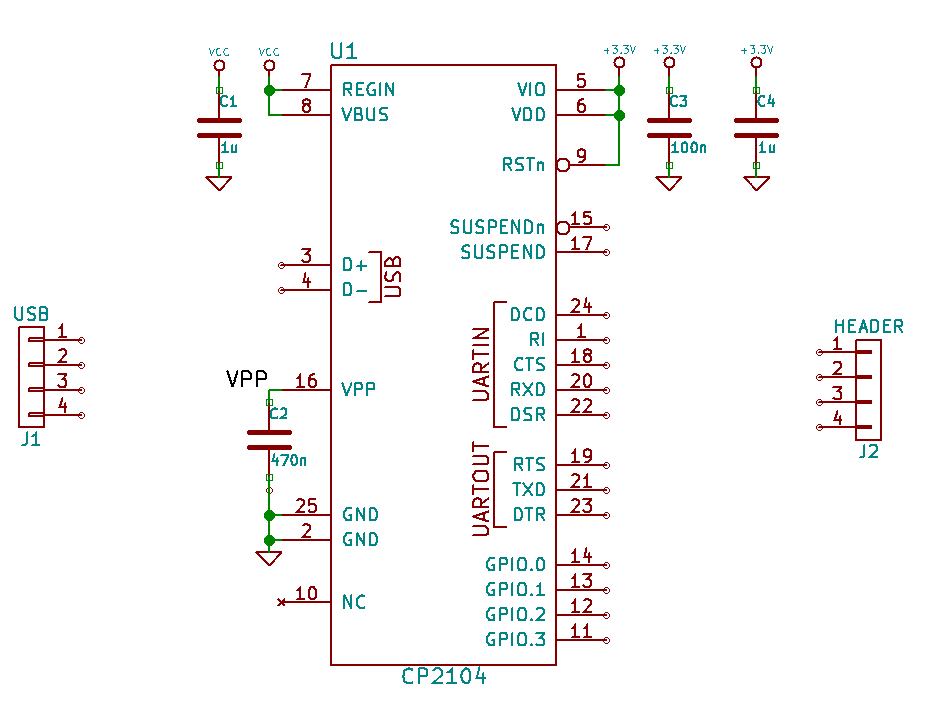 VCC
VCC
U1
+3.3V
+3.3V
+3.3V
7
REGIN
VIO
5
C1
C3
C4
8
VBUS
VDD
6
1u
100n
1u
RSTn
9
SUSPENDn
15
SUSPEND
17
3
D+
USB
4
D-
USB
1
2
3
4
J1
DCD
24
RI
1
UARTIN
CTS
18
RXD
20
DSR
22
HEADER
1
2
3
4
J2
VPP
16
VPP
C2
470n
RTS
19
UARTOUT
TXD
21
DTR
23
25
GND
2
GND
GPIO.0
14
GPIO.1
13
10
NC
GPIO.2
12
GPIO.3
11
CP2104